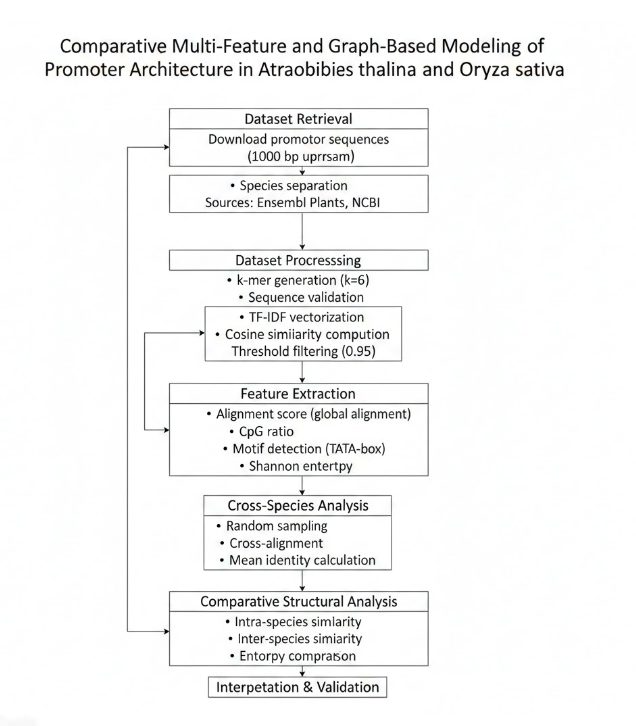 Comparative Multi-Feature and Graph-Based Modeling of
Promoter Architecture in Atraobibies thalina and Oryza sativa
Dataset Retrieval
Download promotor sequences
(1000 bp uprrsam)
• Species separation
Sources: Ensembl Plants, NCBI
Dataset Processsing
• k-mer generation (k=6)
• Sequence validation
• TF-IDF vectorization
• Cosine similarity compution
Threshold filtering (0.95)
Feature Extraction
• Alignment score (global alignment)
• CpG ratio
• Motif detection (TATA-box)
• Shannon entertpy
Cross-Species Analysis
• Random sampling
• Cross-alignment
• Mean identity calculation
Comparative Structural Analysis
• Intra-species simlarity
• Inter-species simiarity
• Entorpy compraison
Interpetation & Validation